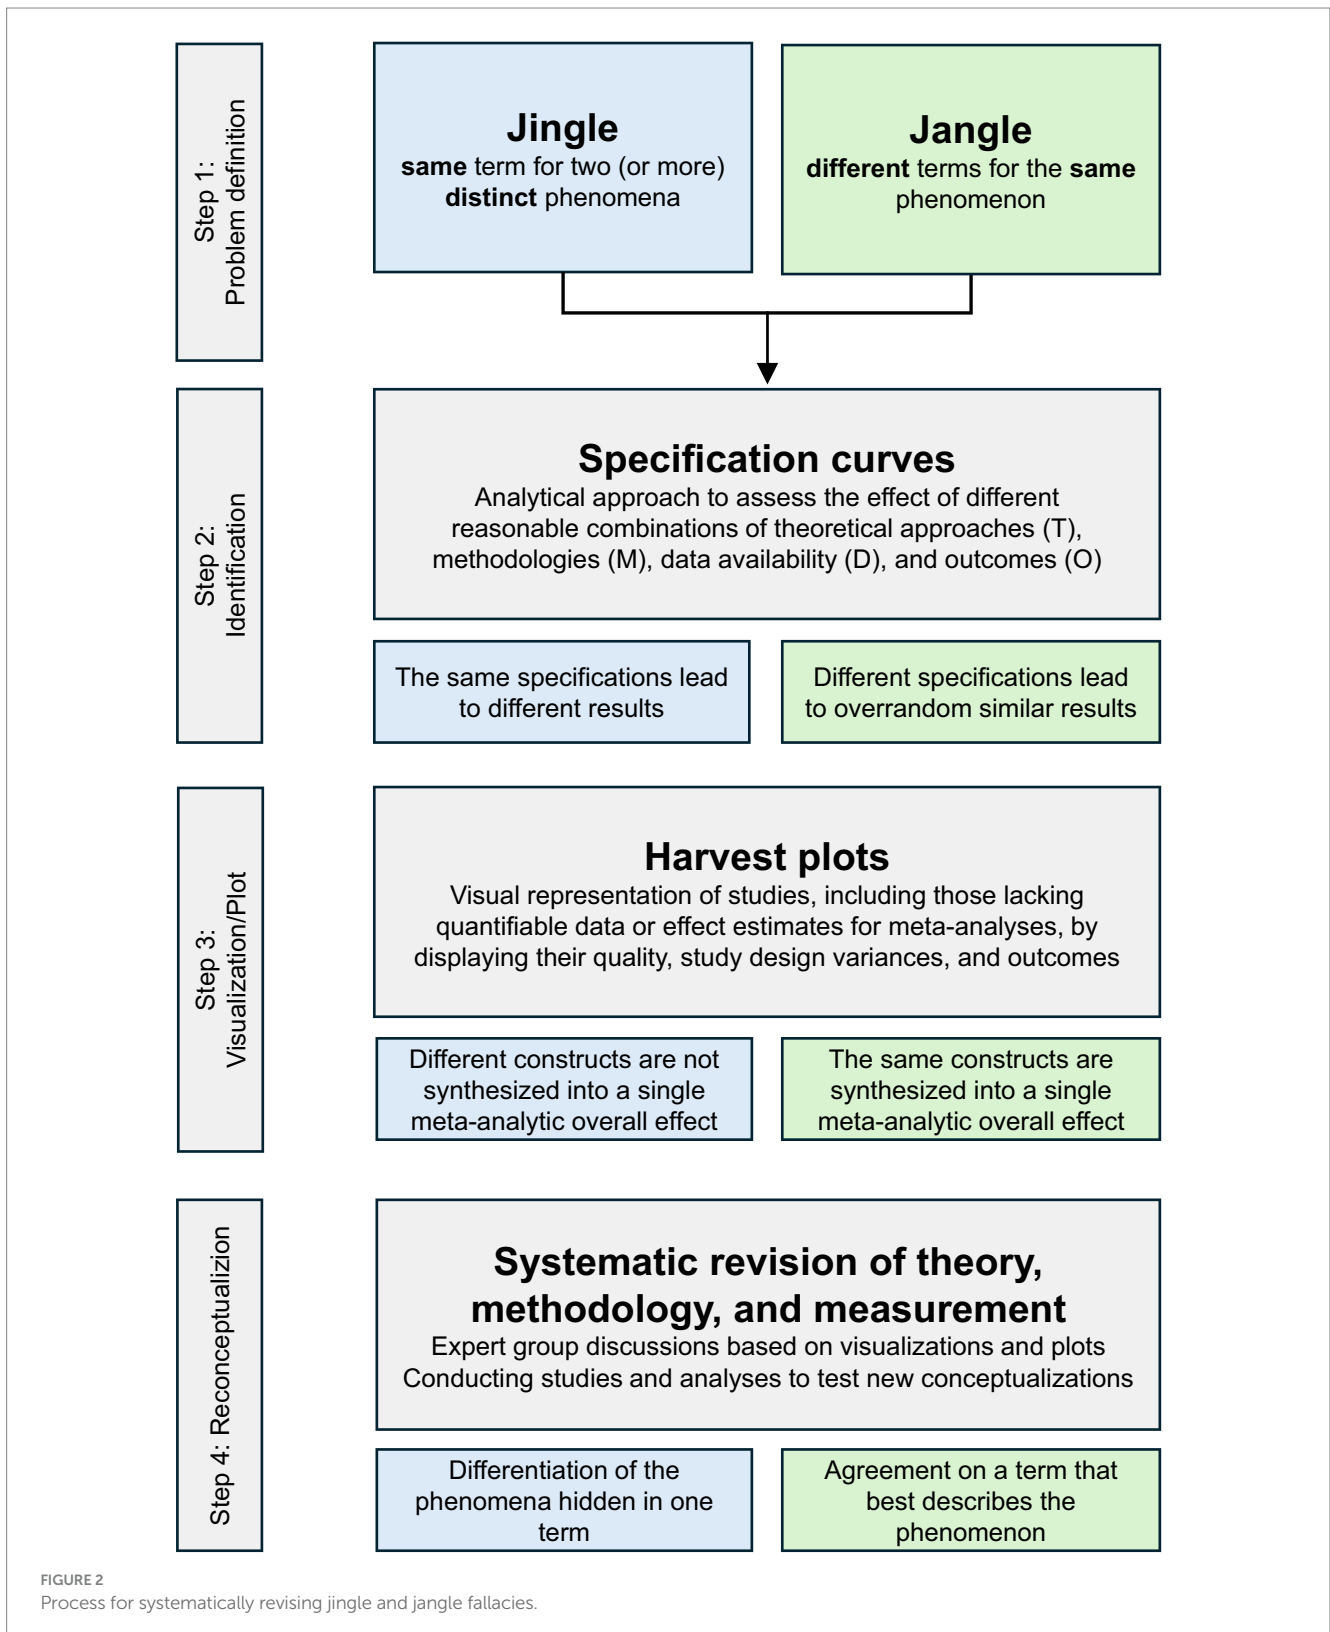 Step 1:
Problem definition
Jingle
same term for two (or more)
distinct phenomena
Jangle
different terms for the same
phenomenon
Step 2:
Identification
Specification curves
Analytical approach to assess the effect of different
reasonable combinations of theoretical approaches (T),
methodologies (M), data availability (D), and outcomes (O)
The same specifications lead
to different results
Different specifications lead
to overrandom similar results
Step 3:
Visualization/Plot
Harvest plots
Visual representation of studies, including those lacking
quantifiable data or effect estimates for meta-analyses, by
displaying their quality, study design variances, and outcomes
Different constructs are not
synthesized into a single
meta-analytic overall effect
The same constructs are
synthesized into a single
meta-analytic overall effect
Step 4: Reconceptualizion
Systematic revision of theory,
methodology, and measurement
Expert group discussions based on visualizations and plots
Conducting studies and analyses to test new conceptualizations
Differentiation of the
phenomena hidden in one
term
Agreement on a term that
best describes the
phenomenon
FIGURE 2
Process for systematically revising jingle and jangle fallacies.